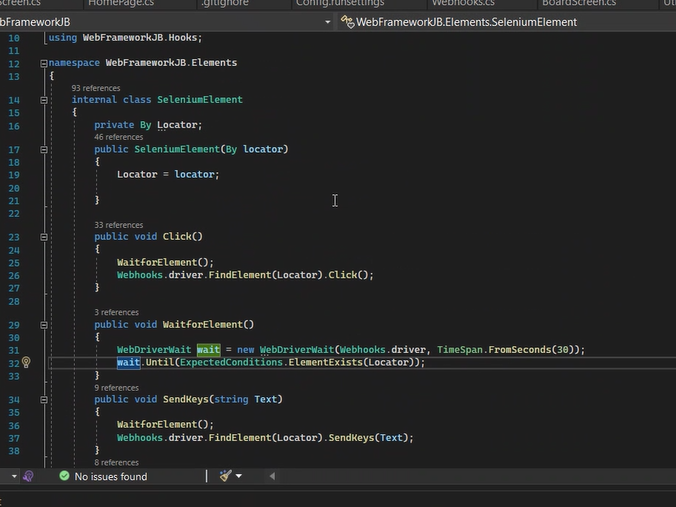 Screen.cs HomePage.cs .gitignore Config.runsettings Webhooks.cs BoardScreen.cs
bFrameworkJB WebFrameworkJB.Elements.SeleniumElement
10 using WebFrameworkJB.Hooks;
11
12 namespace WebFrameworkJB.Elements
13 {
93 references
14 internal class SeleniumElement
15 {
16 private By Locator;
46 references
17 public SeleniumElement(By locator)
18 {
19 Locator = locator;
20
21 }
22
33 references
23 public void Click()
24 {
25 WaitforElement();
26 Webhooks.driver.FindElement(Locator).Click();
27 }
28
3 references
29 public void WaitforElement()
30 {
31 WebDriverWait wait = new WebDriverWait(Webhooks.driver, TimeSpan.FromSeconds(30));
32 wait.Until(ExpectedConditions.ElementExists(Locator));
33 }
9 references
34 public void SendKeys(string Text)
35 {
36 WaitforElement();
37 Webhooks.driver.FindElement(Locator).SendKeys(Text);
38 }
8 references
No issues found